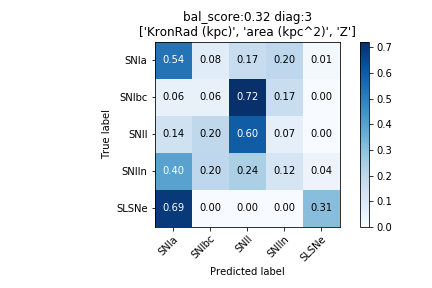 bal_score:0.32 diag:3
['KronRad (kpc)', 'area (kpc^2)', 'Z']
True label
SNIa 0.54 0.08 0.17 0.20 0.01
SNIbc 0.06 0.06 0.72 0.17 0.00
SNII 0.14 0.20 0.60 0.07 0.00
SNIIn 0.40 0.20 0.24 0.12 0.04
SLSNe 0.69 0.00 0.00 0.00 0.31
SNIa SNIbc SNII SNIIn SLSNe
Predicted label
0.7
0.6
0.5
0.4
0.3
0.2
0.1
0.0